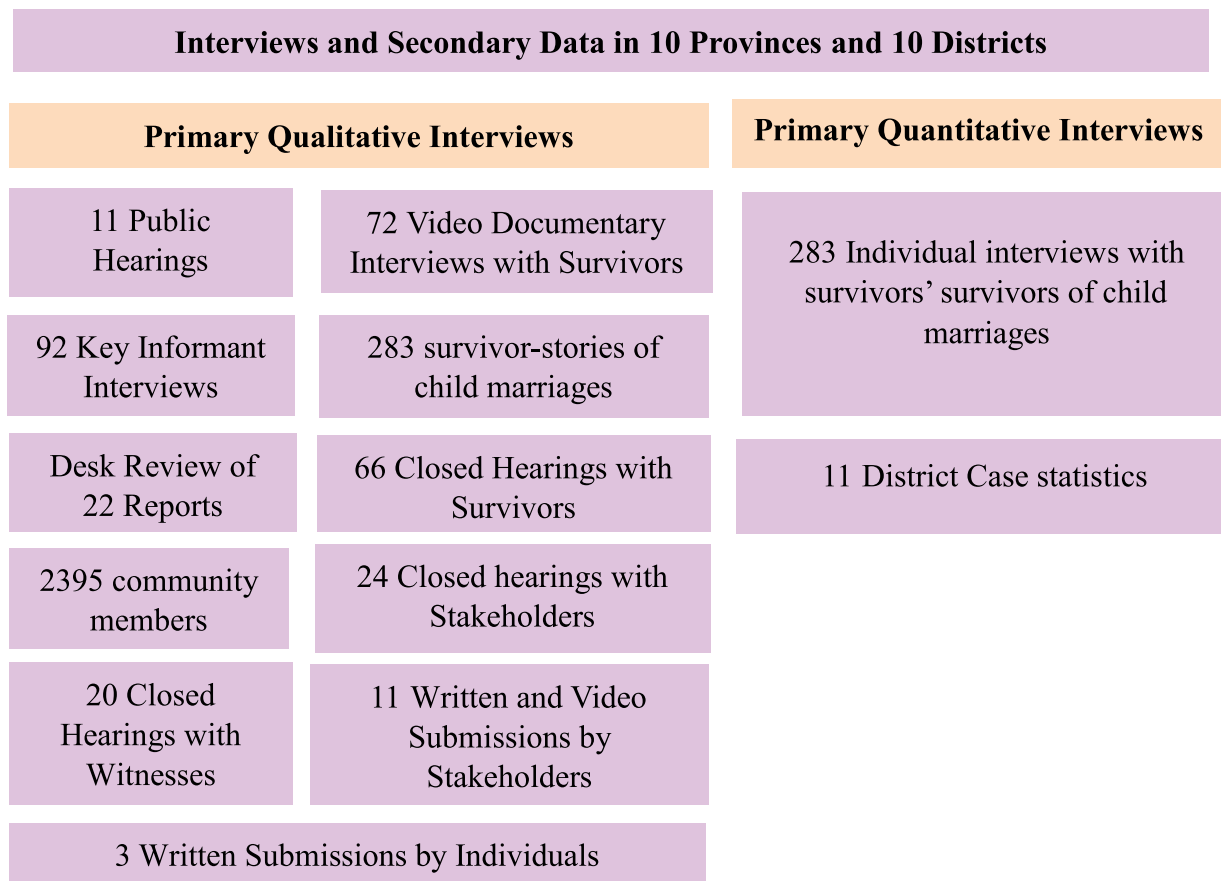 Interviews and Secondary Data in 10 Provinces and 10 Districts
Primary Qualitative Interviews
Primary Quantitative Interviews
11 Public
Hearings
72 Video Documentary
Interviews with Survivors
283 Individual interviews with
survivors’ survivors of child
marriages
92 Key Informant
Interviews
283 survivor-stories of
child marriages
Desk Review of
22 Reports
66 Closed Hearings with
Survivors
11 District Case statistics
2395 community
members
24 Closed hearings with
Stakeholders
20 Closed
Hearings with
Witnesses
11 Written and Video
Submissions by
Stakeholders
3 Written Submissions by Individuals